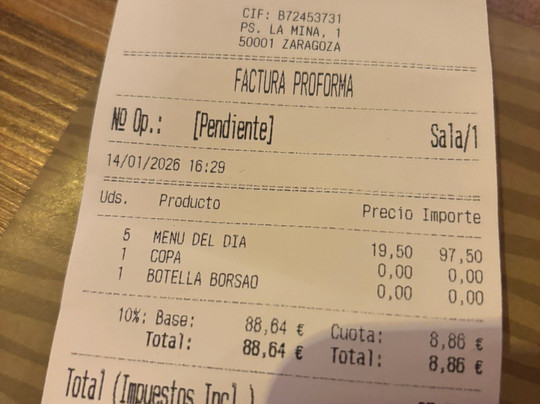 CIF: B72453731
PS. LA MINA, 1
50001 ZARAGOZA
FACTURA PROFORMA
Nº Op.: [Pendiente] Sala/1
14/01/2026 16:29
Uds. Producto Precio Importe
5 MENU DEL DIA 19,50 97,50
1 COPA 0,00 0,00
1 BOTELLA BORSAO 0,00 0,00
10%: Base: 88,64 € Cuota: 8,86 €
Total: 88,64 € Total: 8,86 €
Total (Impuestos Incl.)